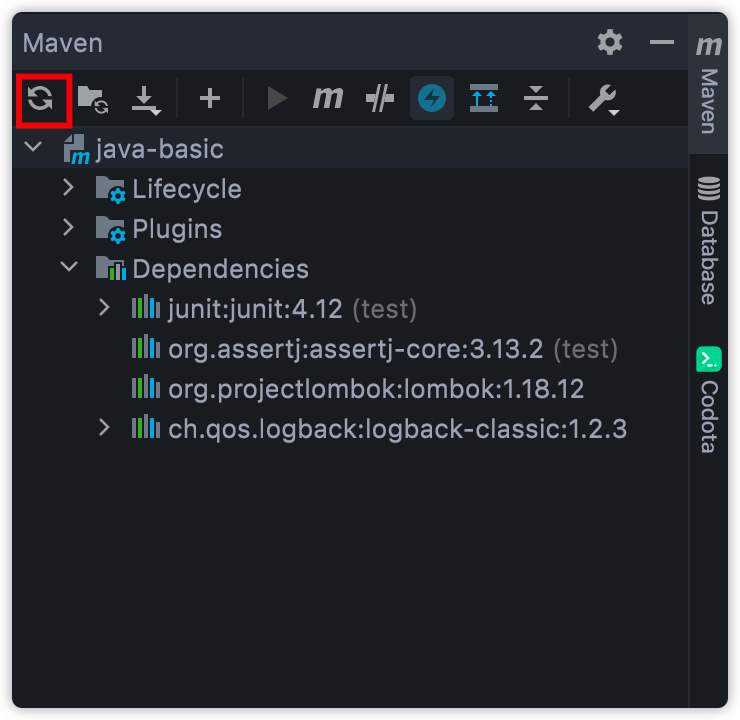 Maven
m
java-basic
Lifecycle
Plugins
Dependencies
junit:junit:4.12 (test)
org.assertj:assertj-core:3.13.2 (test)
org.projectlombok:lombok:1.18.12
ch.qos.logback:logback-classic:1.2.3
m
Maven
Database
Codota